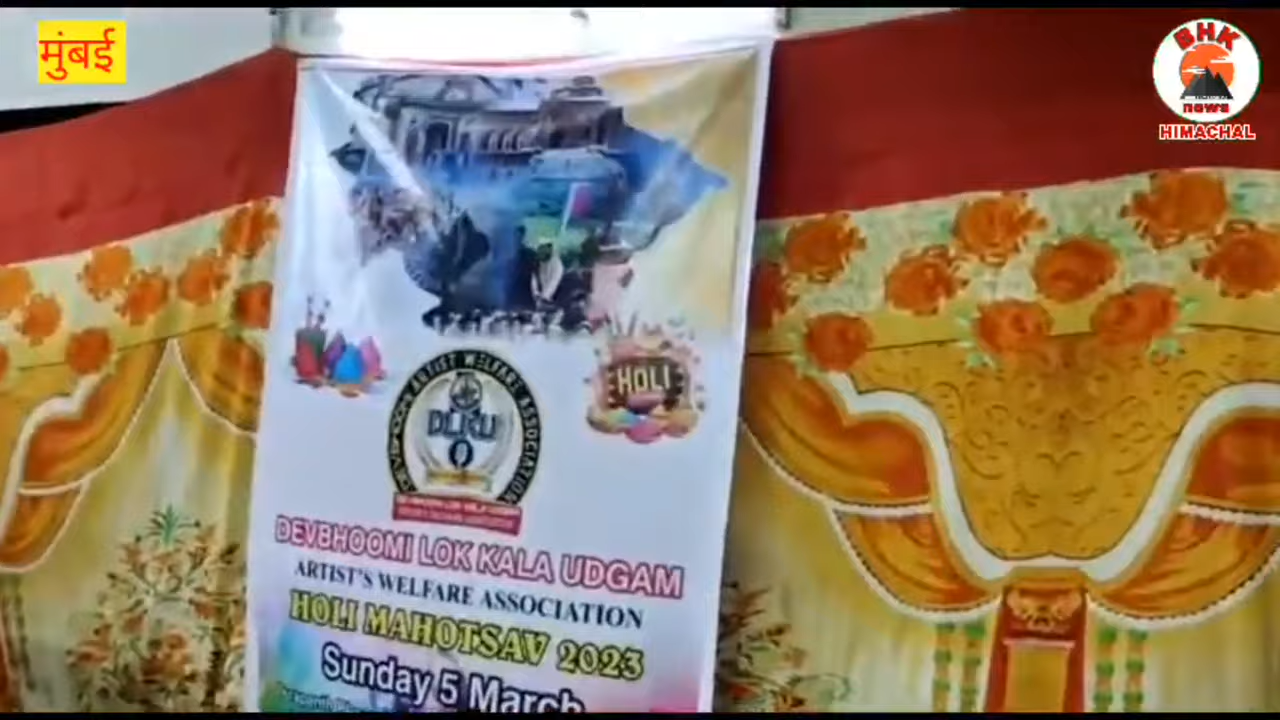 मुंबई
BHK
news
HIMACHAL
HOLI
DEVBHOOMI ARTIST WELFARE ASSOCIATION
DLKU
DEVBHOOMI LOK KALA UDGAM
ARTIST'S WELFARE ASSOCIATION
HOLI MAHOTSAV 2023
Sunday 5 March